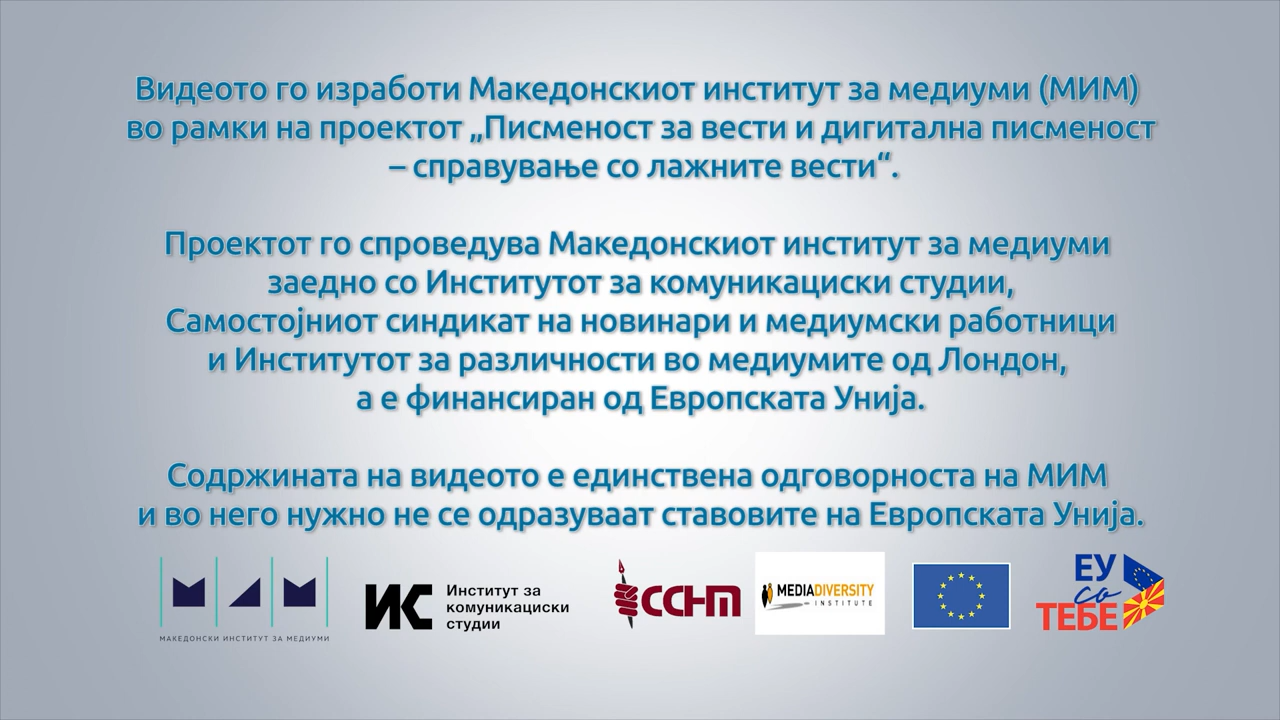 Видеото го изработи Македонскиот институт за медиуми (МИМ)
во рамки на проектот „Писменост за вести и дигитална писменост
– справување со лажните вести“.
Проектот го спроведува Македонскиот институт за медиуми
заедно со Институтот за комуникациски студии,
Самостојниот синдикат на новинари и медиумски работници
и Институтот за различности во медиумите од Лондон,
а е финансиран од Европската Унија.
Содржината на видеото е единствена одговорноста на МИМ
и во него нужно не се одразуваат ставовите на Европската Унија.
МИМ
МАКЕДОНСКИ ИНСТИТУТ ЗА МЕДИУМИ
ИКС
Институт за
комуникациски
студии
ССНМ
MEDIADIVERSITY
INSTITUTE
ЕУ
со
ТЕБЕ